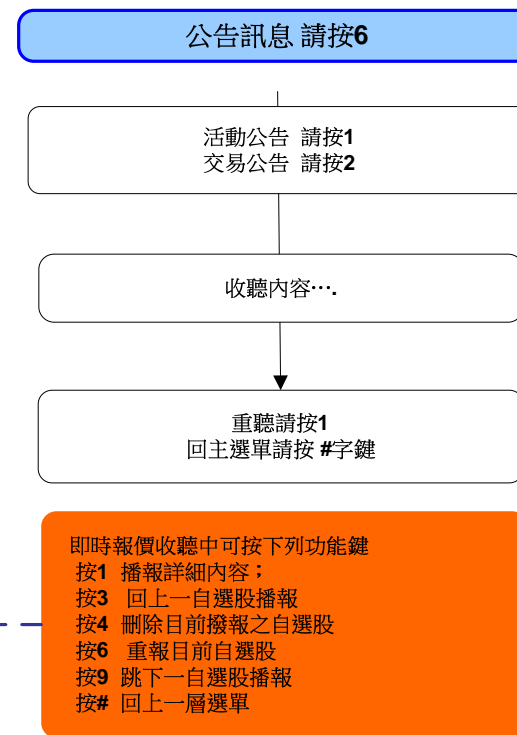 公告訊息 請按6
活動公告 請按1
交易公告 請按2
收聽內容….
重聽請按1
回主選單請按 #字鍵
即時報價收聽中可按下列功能鍵
按1 播報詳細內容；
按3 回上一自選股播報
按4 刪除目前撥報之自選股
按6 重報目前自選股
按9 跳下一自選股播報
按# 回上一層選單